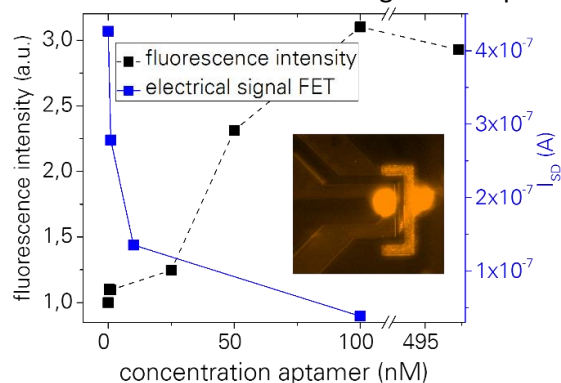 3,0
2,5
2,0
1,5
1,0
fluorescence intensity (a.u.)
fluorescence intensity
electrical signal FET
4x10⁻⁷
3x10⁻⁷
2x10⁻⁷
1x10⁻⁷
I_SD (A)
0 50 100 495
concentration aptamer (nM)